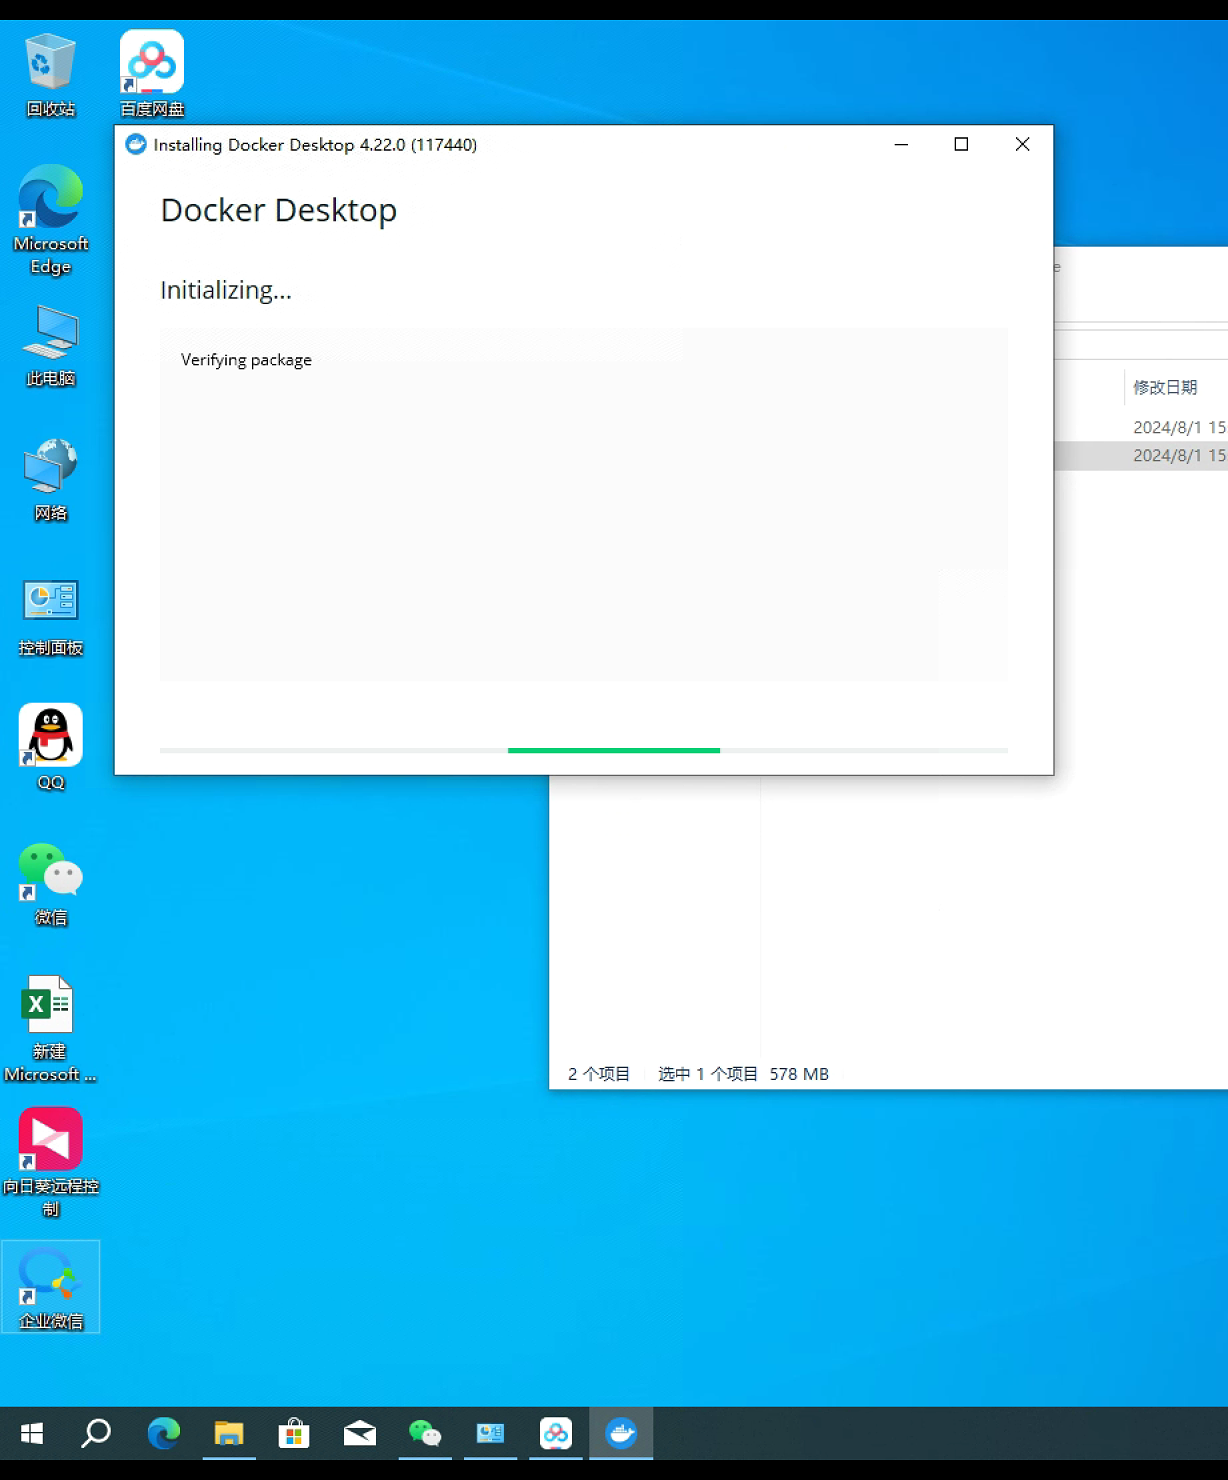 回收站
百度网盘
Microsoft
Edge
此电脑
网络
控制面板
QQ
微信
新建
Microsoft ...
向日葵远程控
制
企业微信
Installing Docker Desktop 4.22.0 (117440)
Docker Desktop
Initializing...
Verifying package
e
修改日期
2024/8/1 15
2024/8/1 15
2 个项目 选中 1 个项目 578 MB